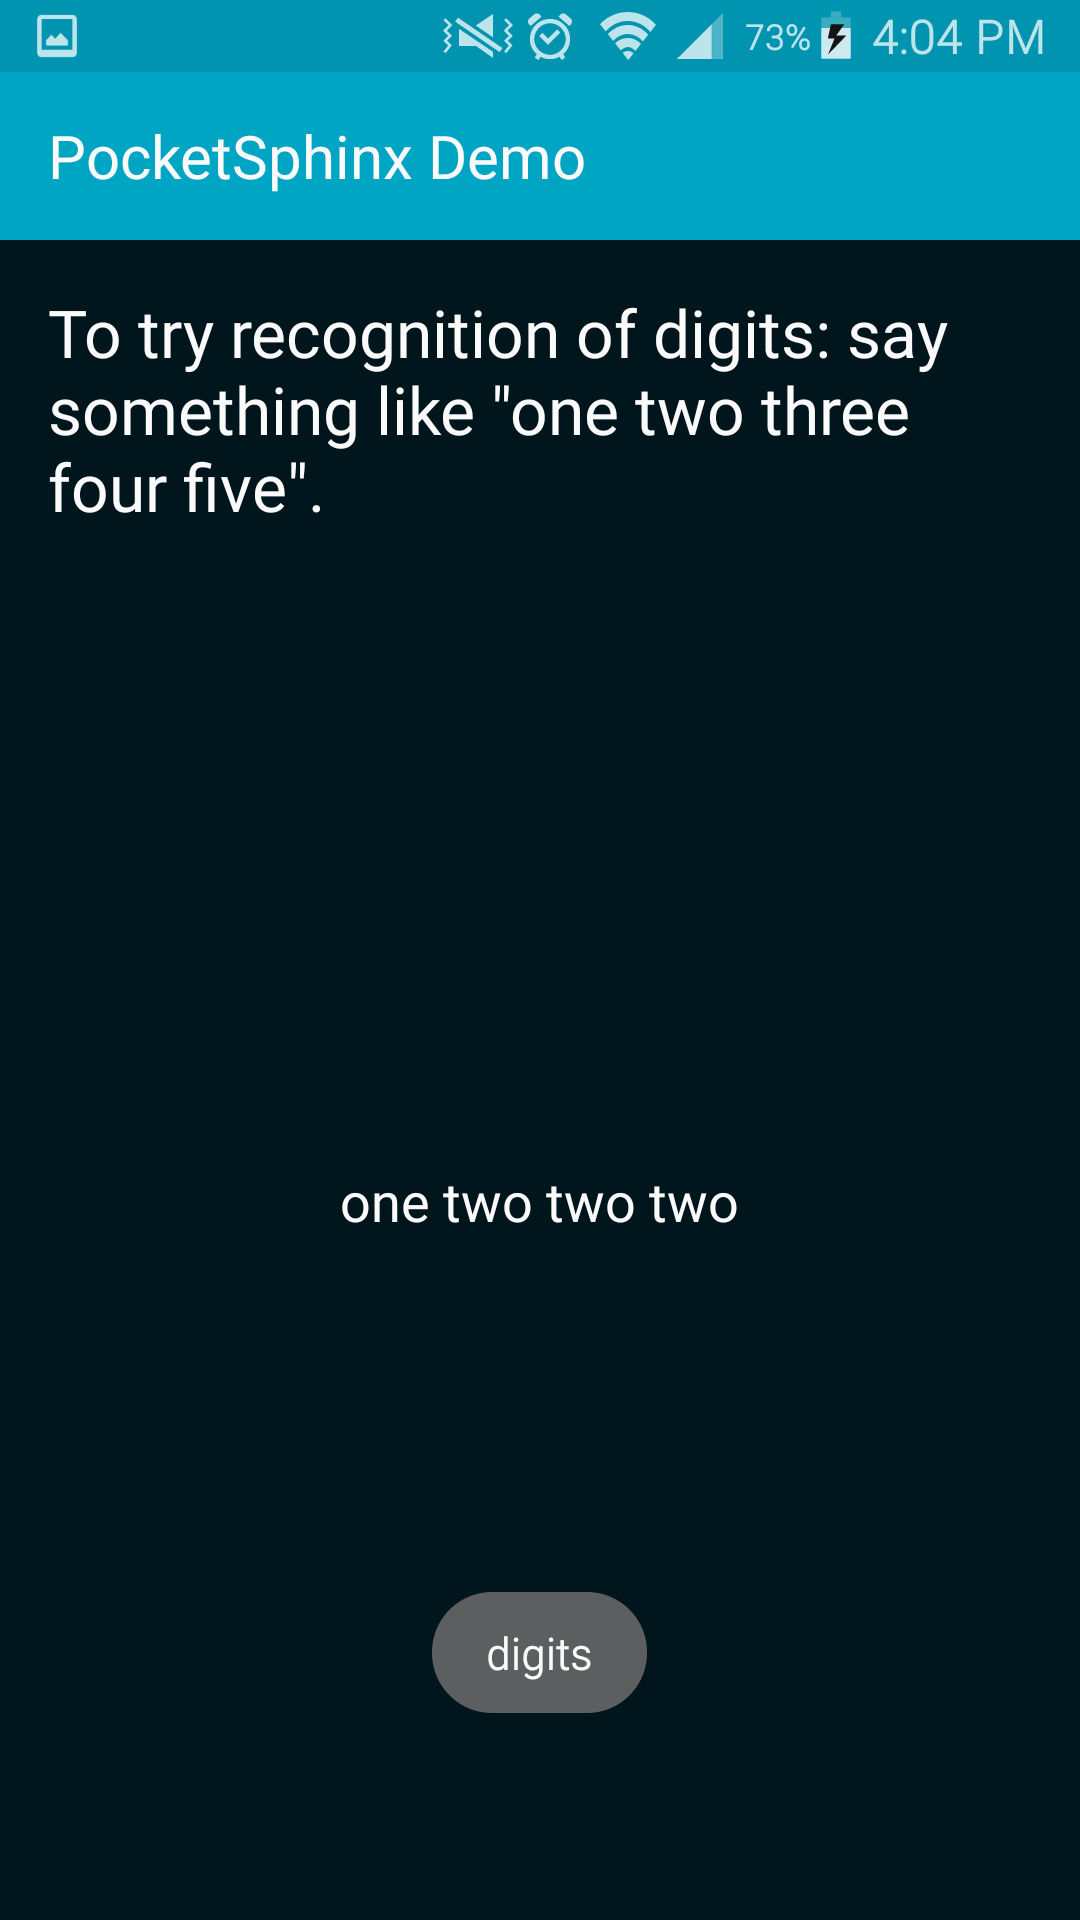 73% 4:04 PM
PocketSphinx Demo
To try recognition of digits: say
something like "one two three
four five".
one two two two
digits